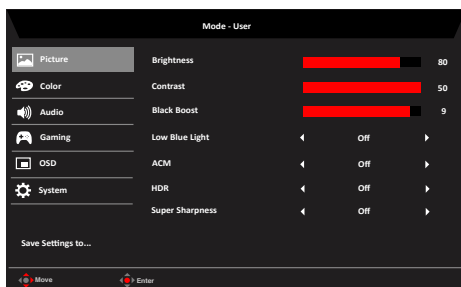 Mode - User
Picture
Color
Audio
Gaming
OSD
System
Save Settings to...
Brightness 80
Contrast 50
Black Boost 9
Low Blue Light Off
ACM Off
HDR Off
Super Sharpness Off
Move Enter